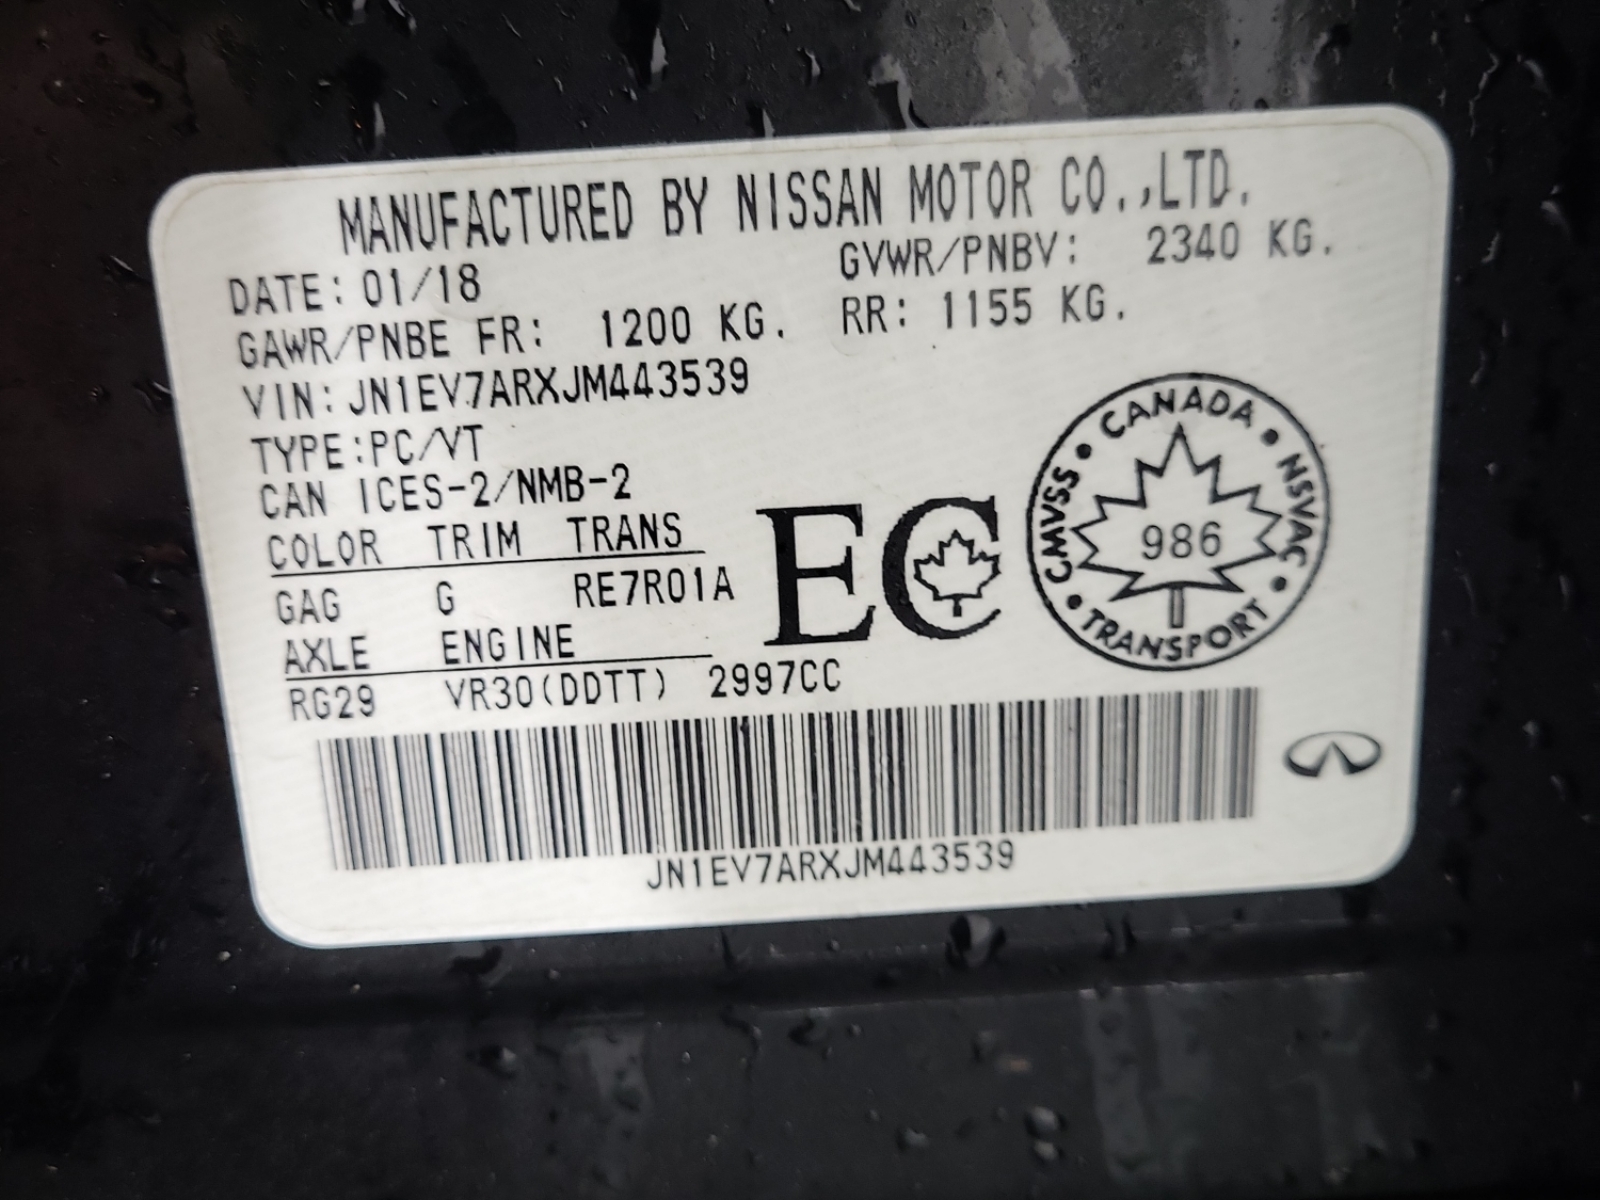 MANUFACTURED BY NISSAN MOTOR CO.,LTD.
DATE: 01/18 GVWR/PNBV: 2340 KG.
GAWR/PNBE FR: 1200 KG. RR: 1155 KG.
VIN: JN1EV7ARXJM443539
TYPE:PC/VT
CAN ICES-2/NMB-2
COLOR TRIM TRANS
GAG G RE7R01A
AXLE ENGINE
RG29 VR30(DDTT) 2997CC
EC
CANADA • NSVAC • TRANSPORT • CMVSS •
986
JN1EV7ARXJM443539